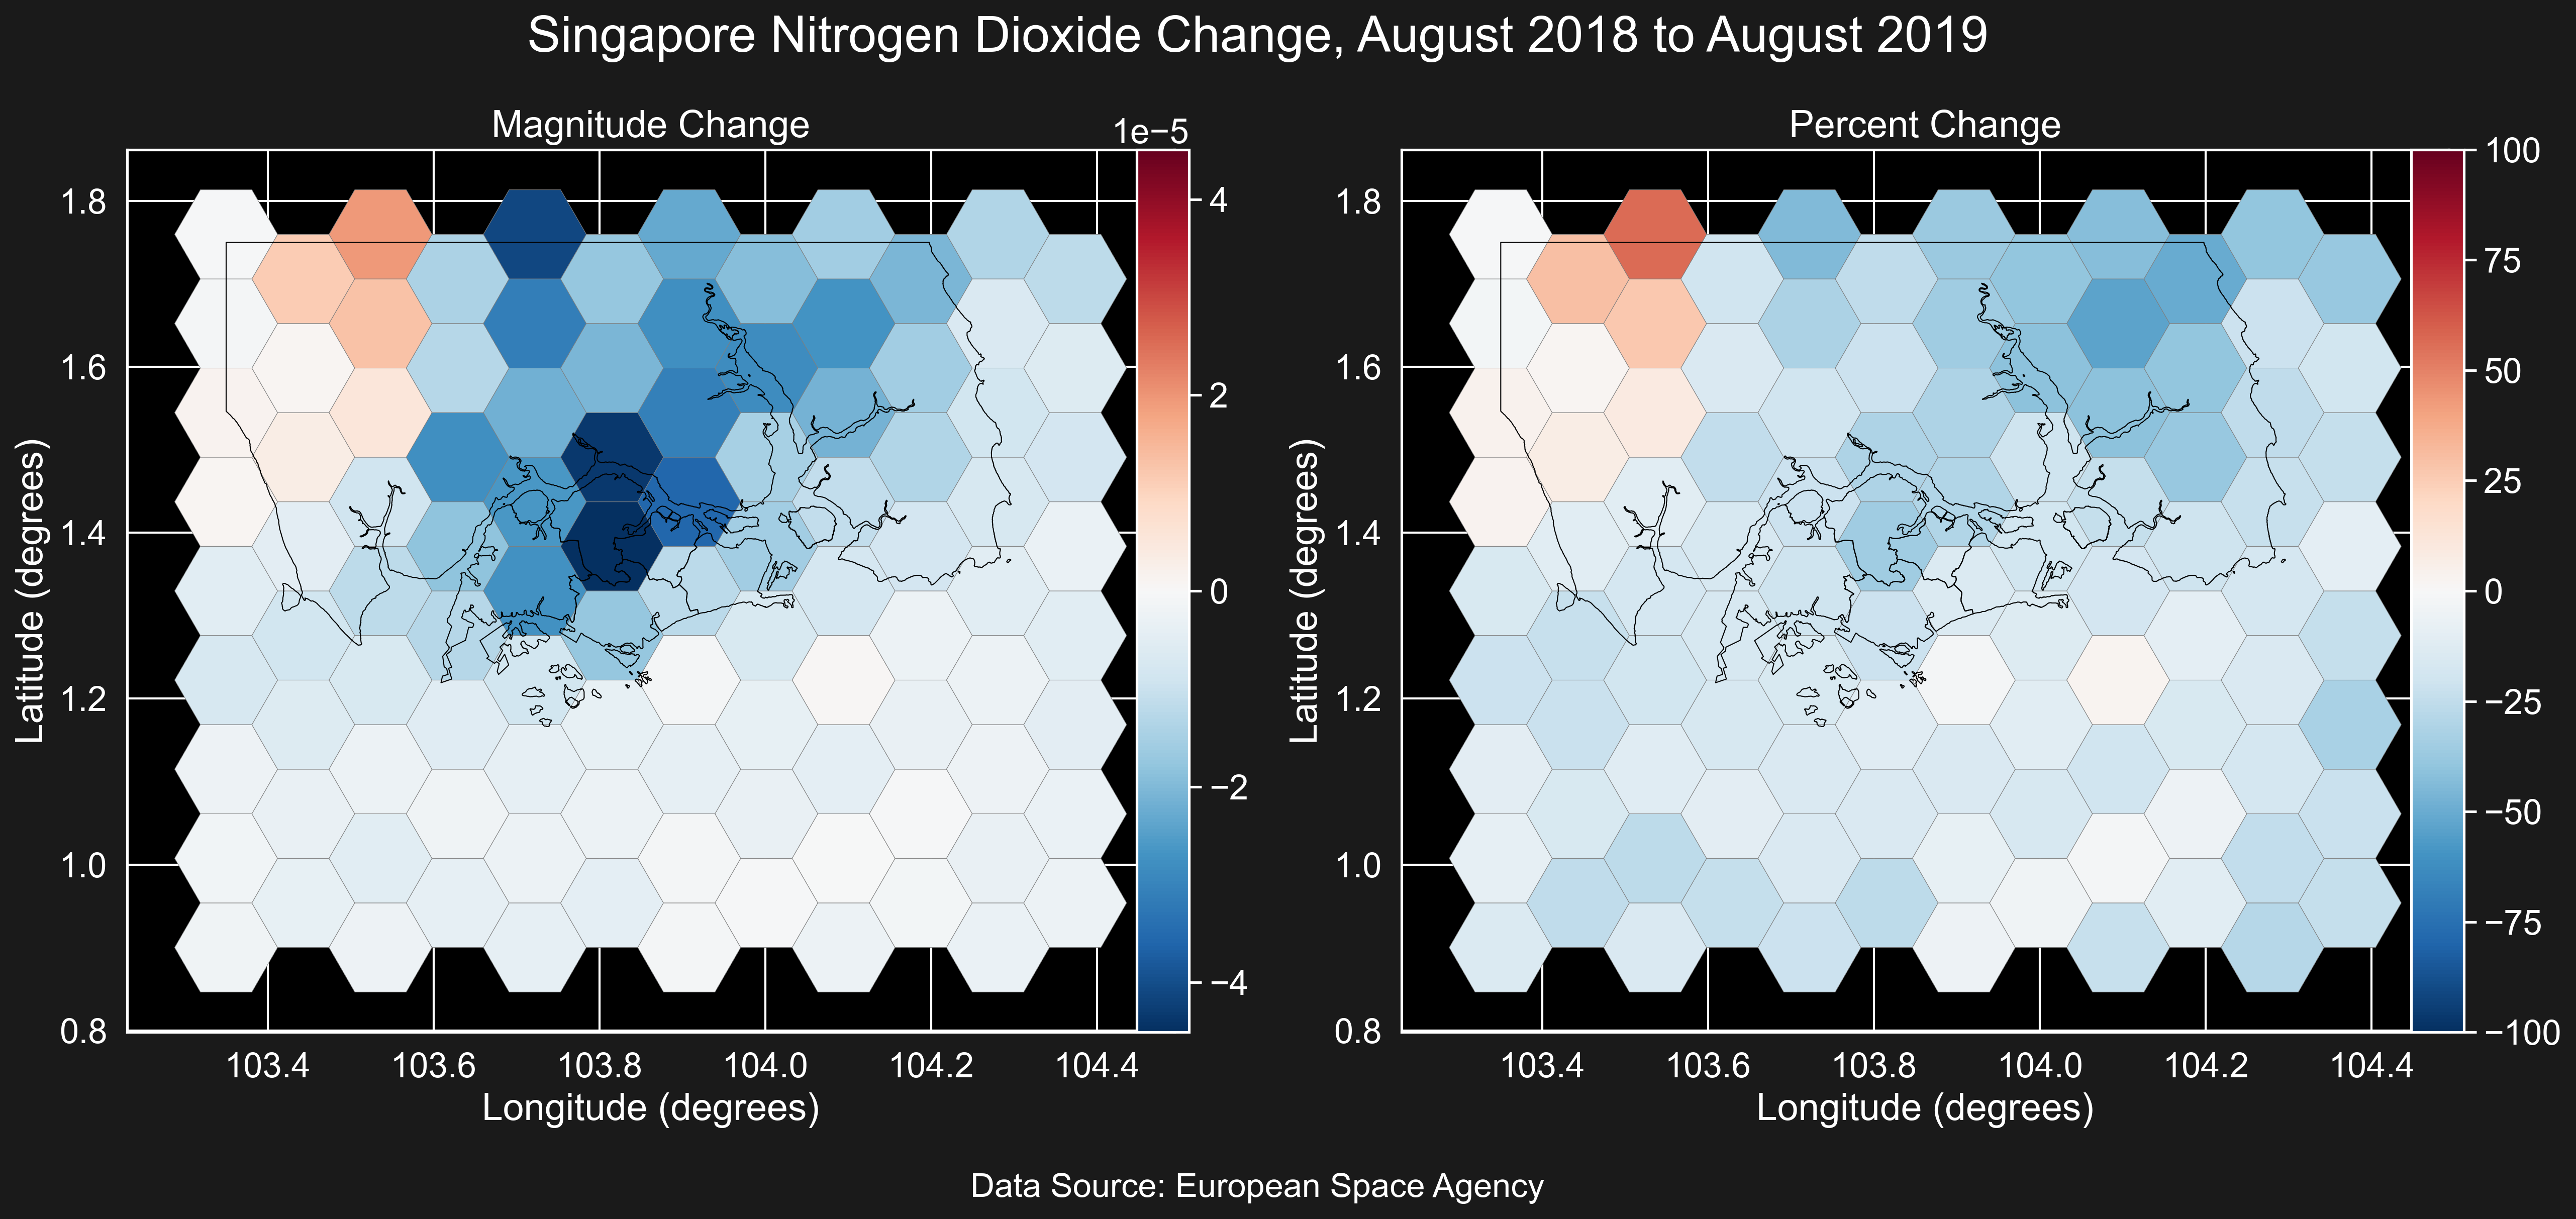 Singapore Nitrogen Dioxide Change, August 2018 to August 2019
Magnitude Change
1e−5
Latitude (degrees)
1.8
1.6
1.4
1.2
1.0
0.8
103.4 103.6 103.8 104.0 104.2 104.4
Longitude (degrees)
4
2
0
−2
−4
Percent Change
Latitude (degrees)
1.8
1.6
1.4
1.2
1.0
0.8
103.4 103.6 103.8 104.0 104.2 104.4
Longitude (degrees)
100
75
50
25
0
−25
−50
−75
−100
Data Source: European Space Agency